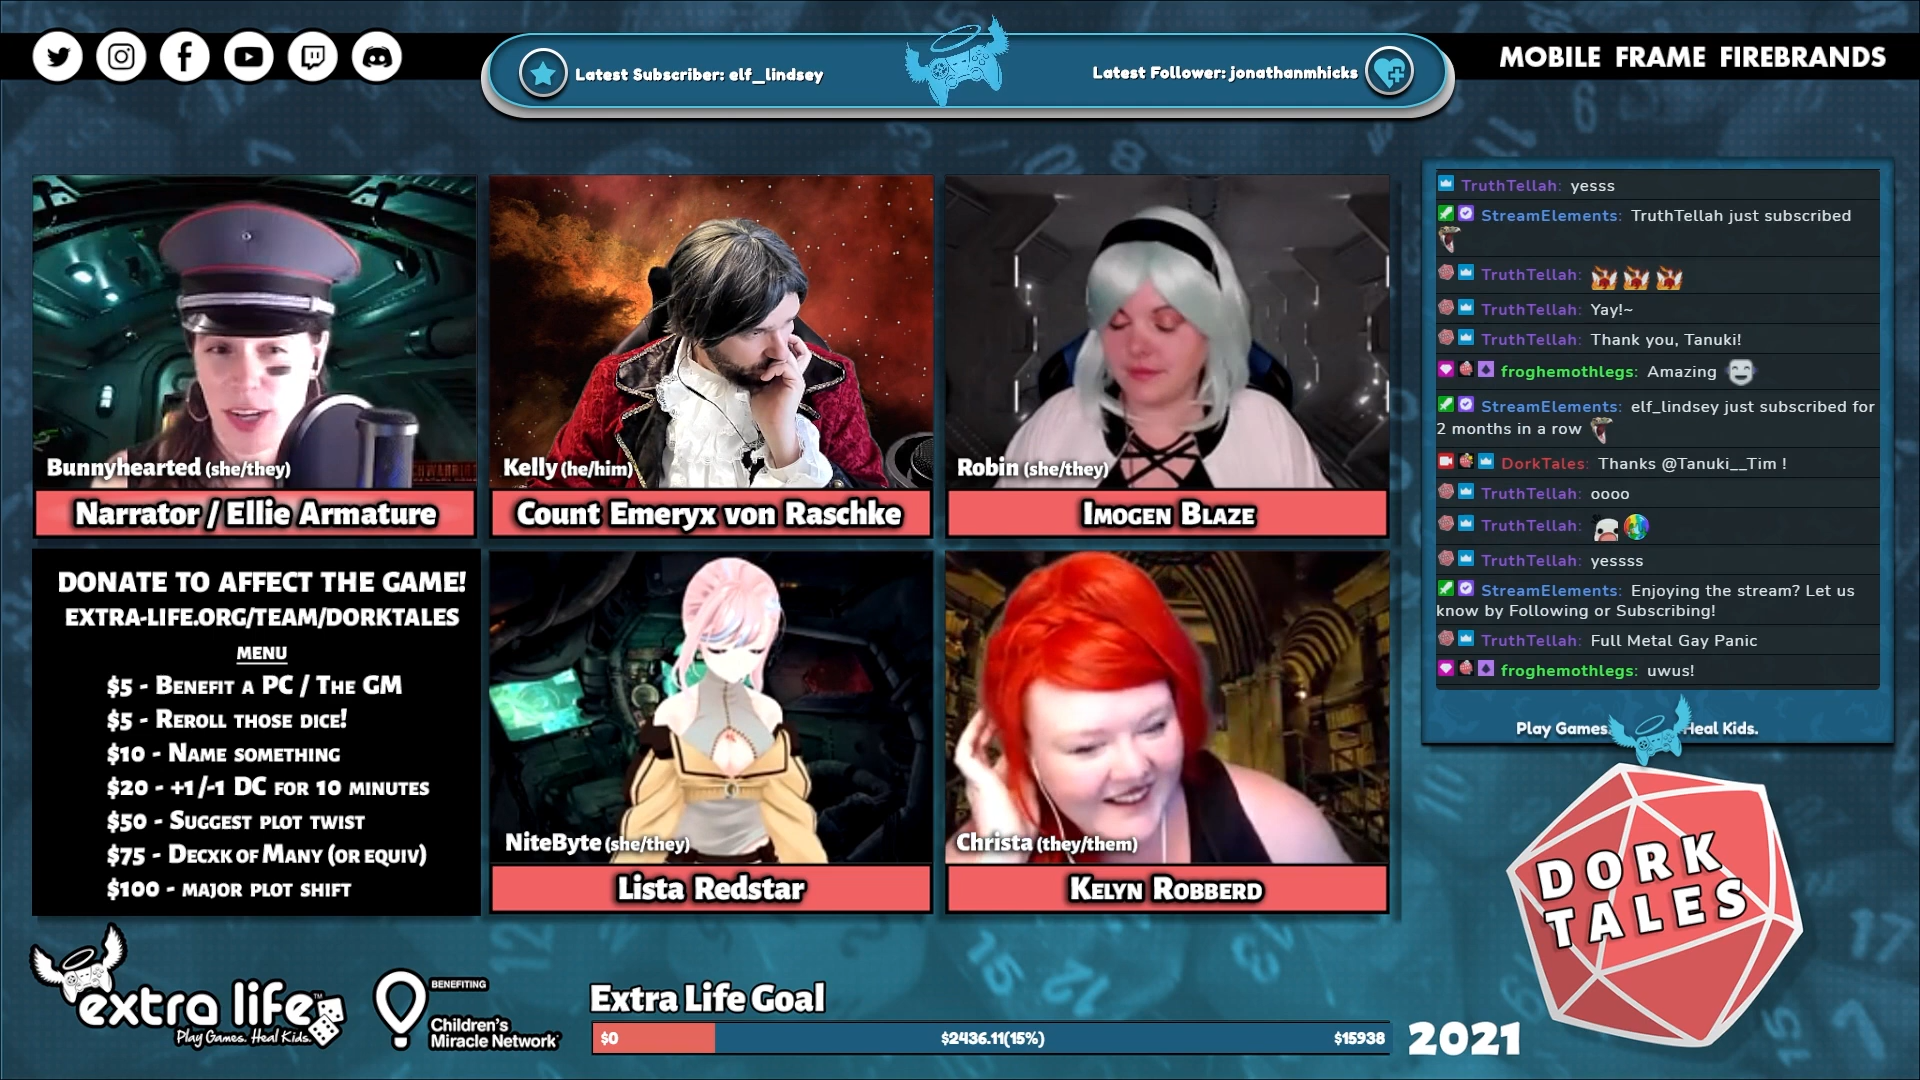 Latest Subscriber: elf_lindsey
Latest Follower: jonathanmhicks
MOBILE FRAME FIREBRANDS
Bunnyhearted (she/they)
Narrator / Ellie Armature
Kelly (he/him)
Count Emeryx von Raschke
Robin (she/they)
Imogen Blaze
DONATE TO AFFECT THE GAME!
EXTRA-LIFE.ORG/TEAM/DORKTALES
MENU
$5 - Benefit a PC / The GM
$5 - Reroll those dice!
$10 - Name something
$20 - +1/-1 DC for 10 minutes
$50 - Suggest plot twist
$75 - Decxk of Many (or equiv)
$100 - major plot shift
NiteByte (she/they)
Lista Redstar
Christa (they/them)
Kelyn Robberd
TruthTellah: yesss
StreamElements: TruthTellah just subscribed
TruthTellah:
TruthTellah: Yay!~
TruthTellah: Thank you, Tanuki!
froghemothlegs: Amazing
StreamElements: elf_lindsey just subscribed for
2 months in a row
DorkTales: Thanks @Tanuki__Tim !
TruthTellah: oooo
TruthTellah:
TruthTellah: yessss
StreamElements: Enjoying the stream? Let us
know by Following or Subscribing!
TruthTellah: Full Metal Gay Panic
froghemothlegs: uwus!
Play Games. Heal Kids.
DORK
TALES
extra life™
Play Games. Heal Kids.
BENEFITING
Children's
Miracle Network
Extra Life Goal
$0
$2436.11(15%)
$15938
2021